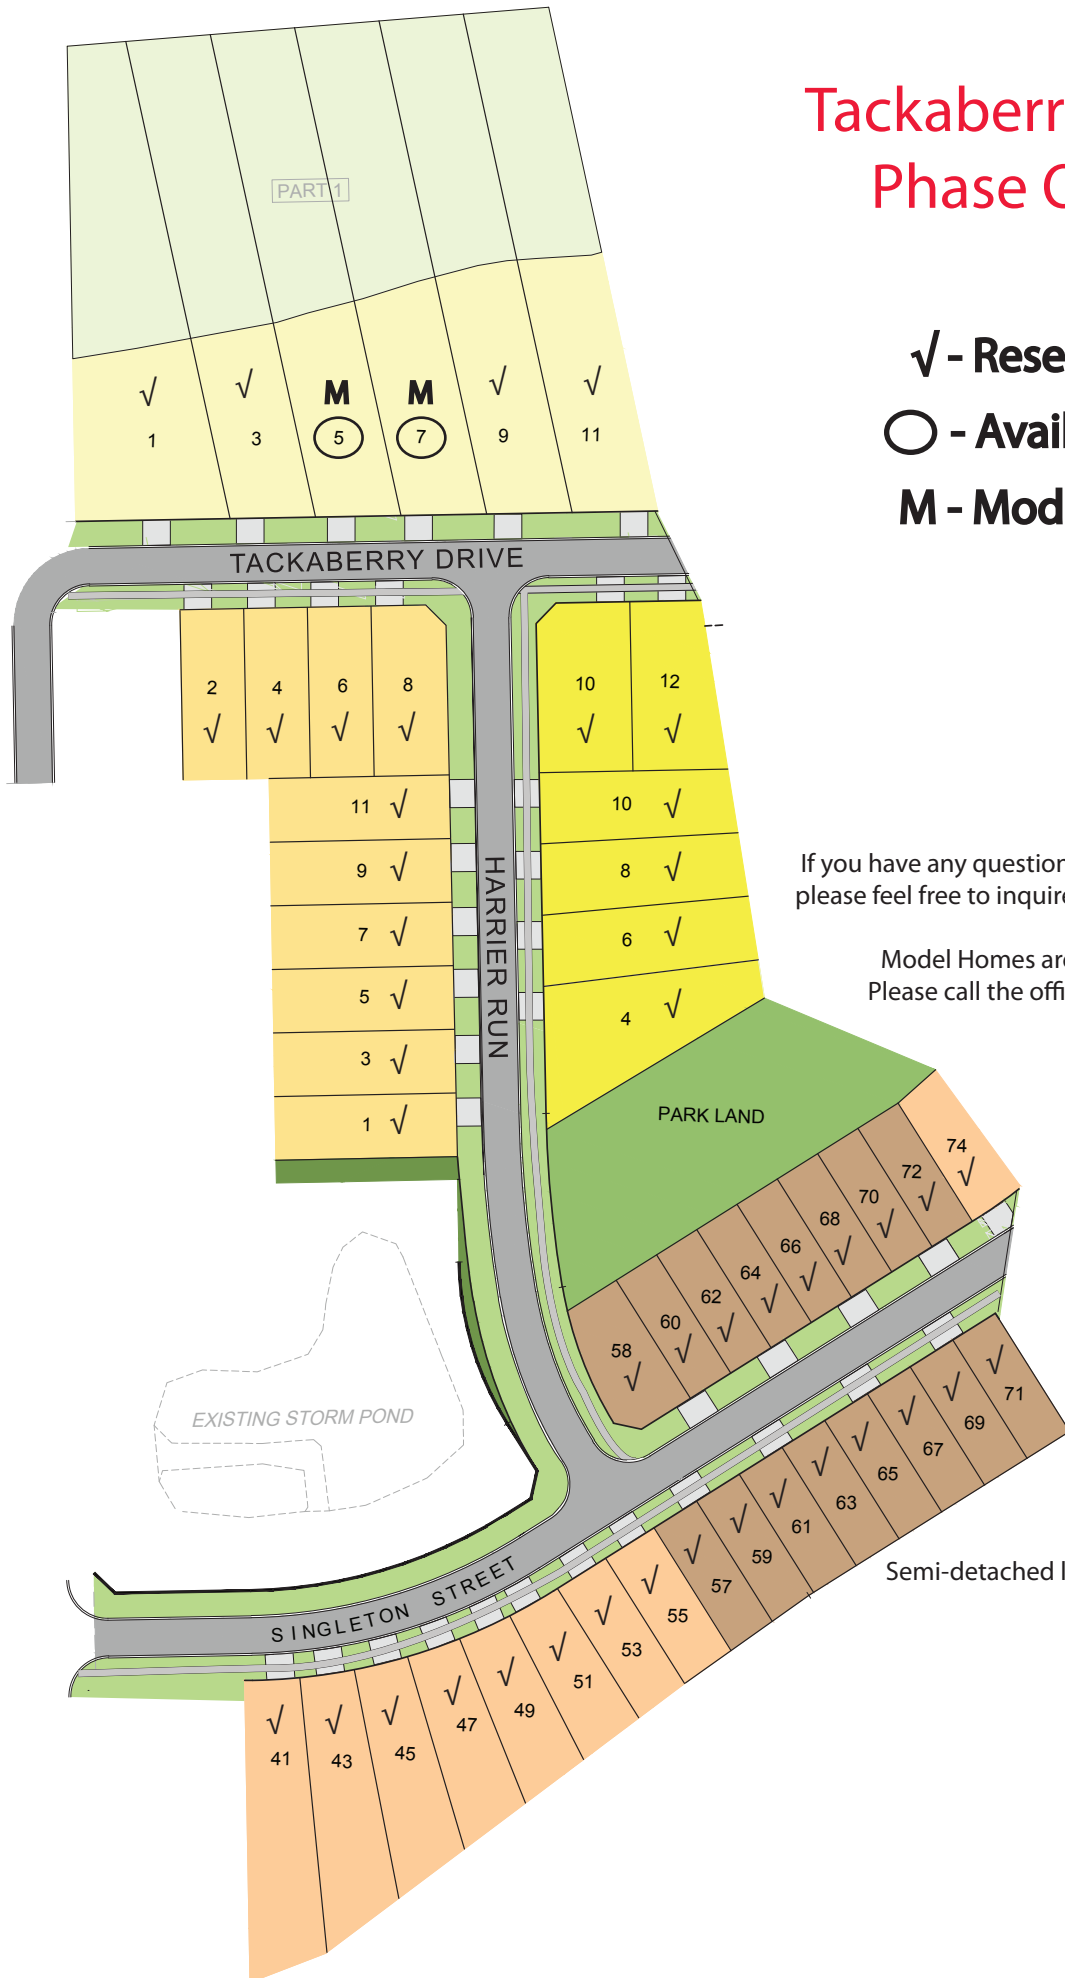 Tackaberr
Phase
PART 1
√ - Rese
- Avail
M - Mod
√ √ M M √ √
1 3 5 7 9 11
TACKABERRY DRIVE
2 4 6 8
√ √ √ √
10 12
√ √
11 √
9 √
7 √
5 √
3 √
1 √
HARRIER RUN
10 √
8 √
6 √
4 √
If you have any question
please feel free to inquire
Model Homes are
Please call the offi
PARK LAND
74 √
72 √
70 √
68 √
66 √
64 √
62 √
60 √
58 √
EXISTING STORM POND
√ 71
√ 69
√ 67
√ 65
√ 63
√ 61
√ 59
√ 57
√ 55
√ 53
√ 51
√ 49
√ 47
√ 45
√ 43
√ 41
Semi-detached l
SINGLETON STREET